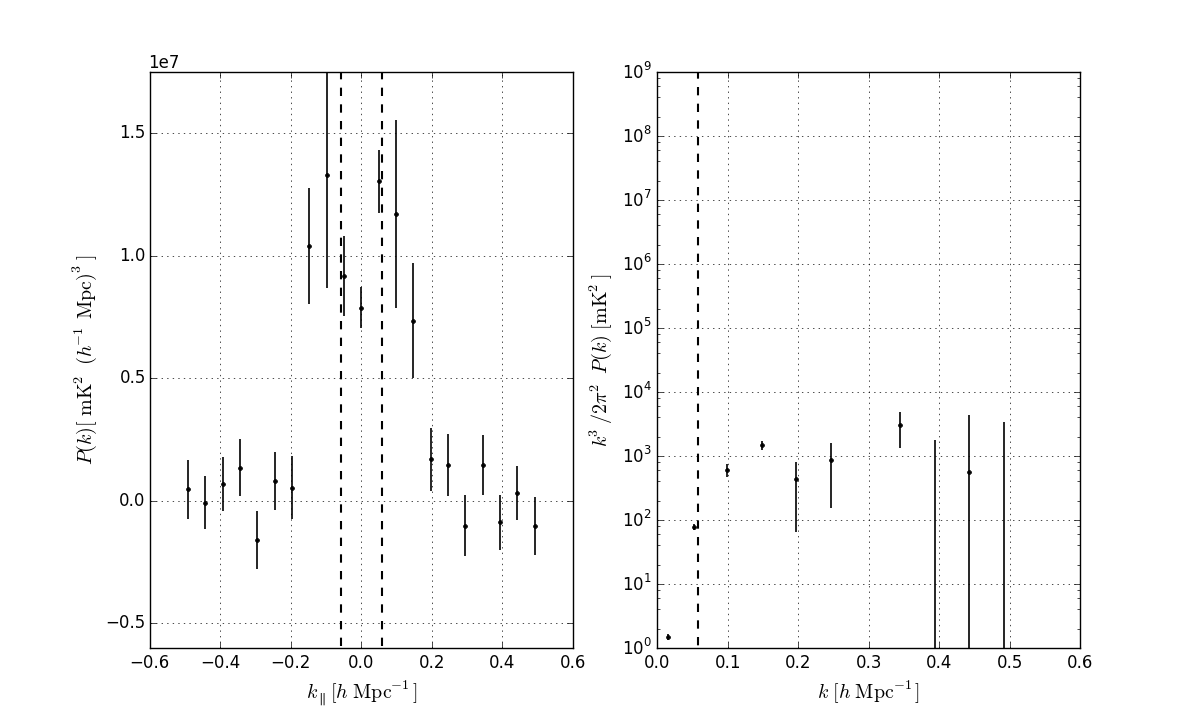 1e7
1.5
1.0
0.5
0.0
−0.5
−0.6 −0.4 −0.2 0.0 0.2 0.4 0.6
k∥ [h Mpc⁻¹]
P(k)[ mK² (h⁻¹ Mpc)³ ]
10⁹
10⁸
10⁷
10⁶
10⁵
10⁴
10³
10²
10¹
10⁰
0.0 0.1 0.2 0.3 0.4 0.5 0.6
k [h Mpc⁻¹]
k³/2π² P(k) [mK²]